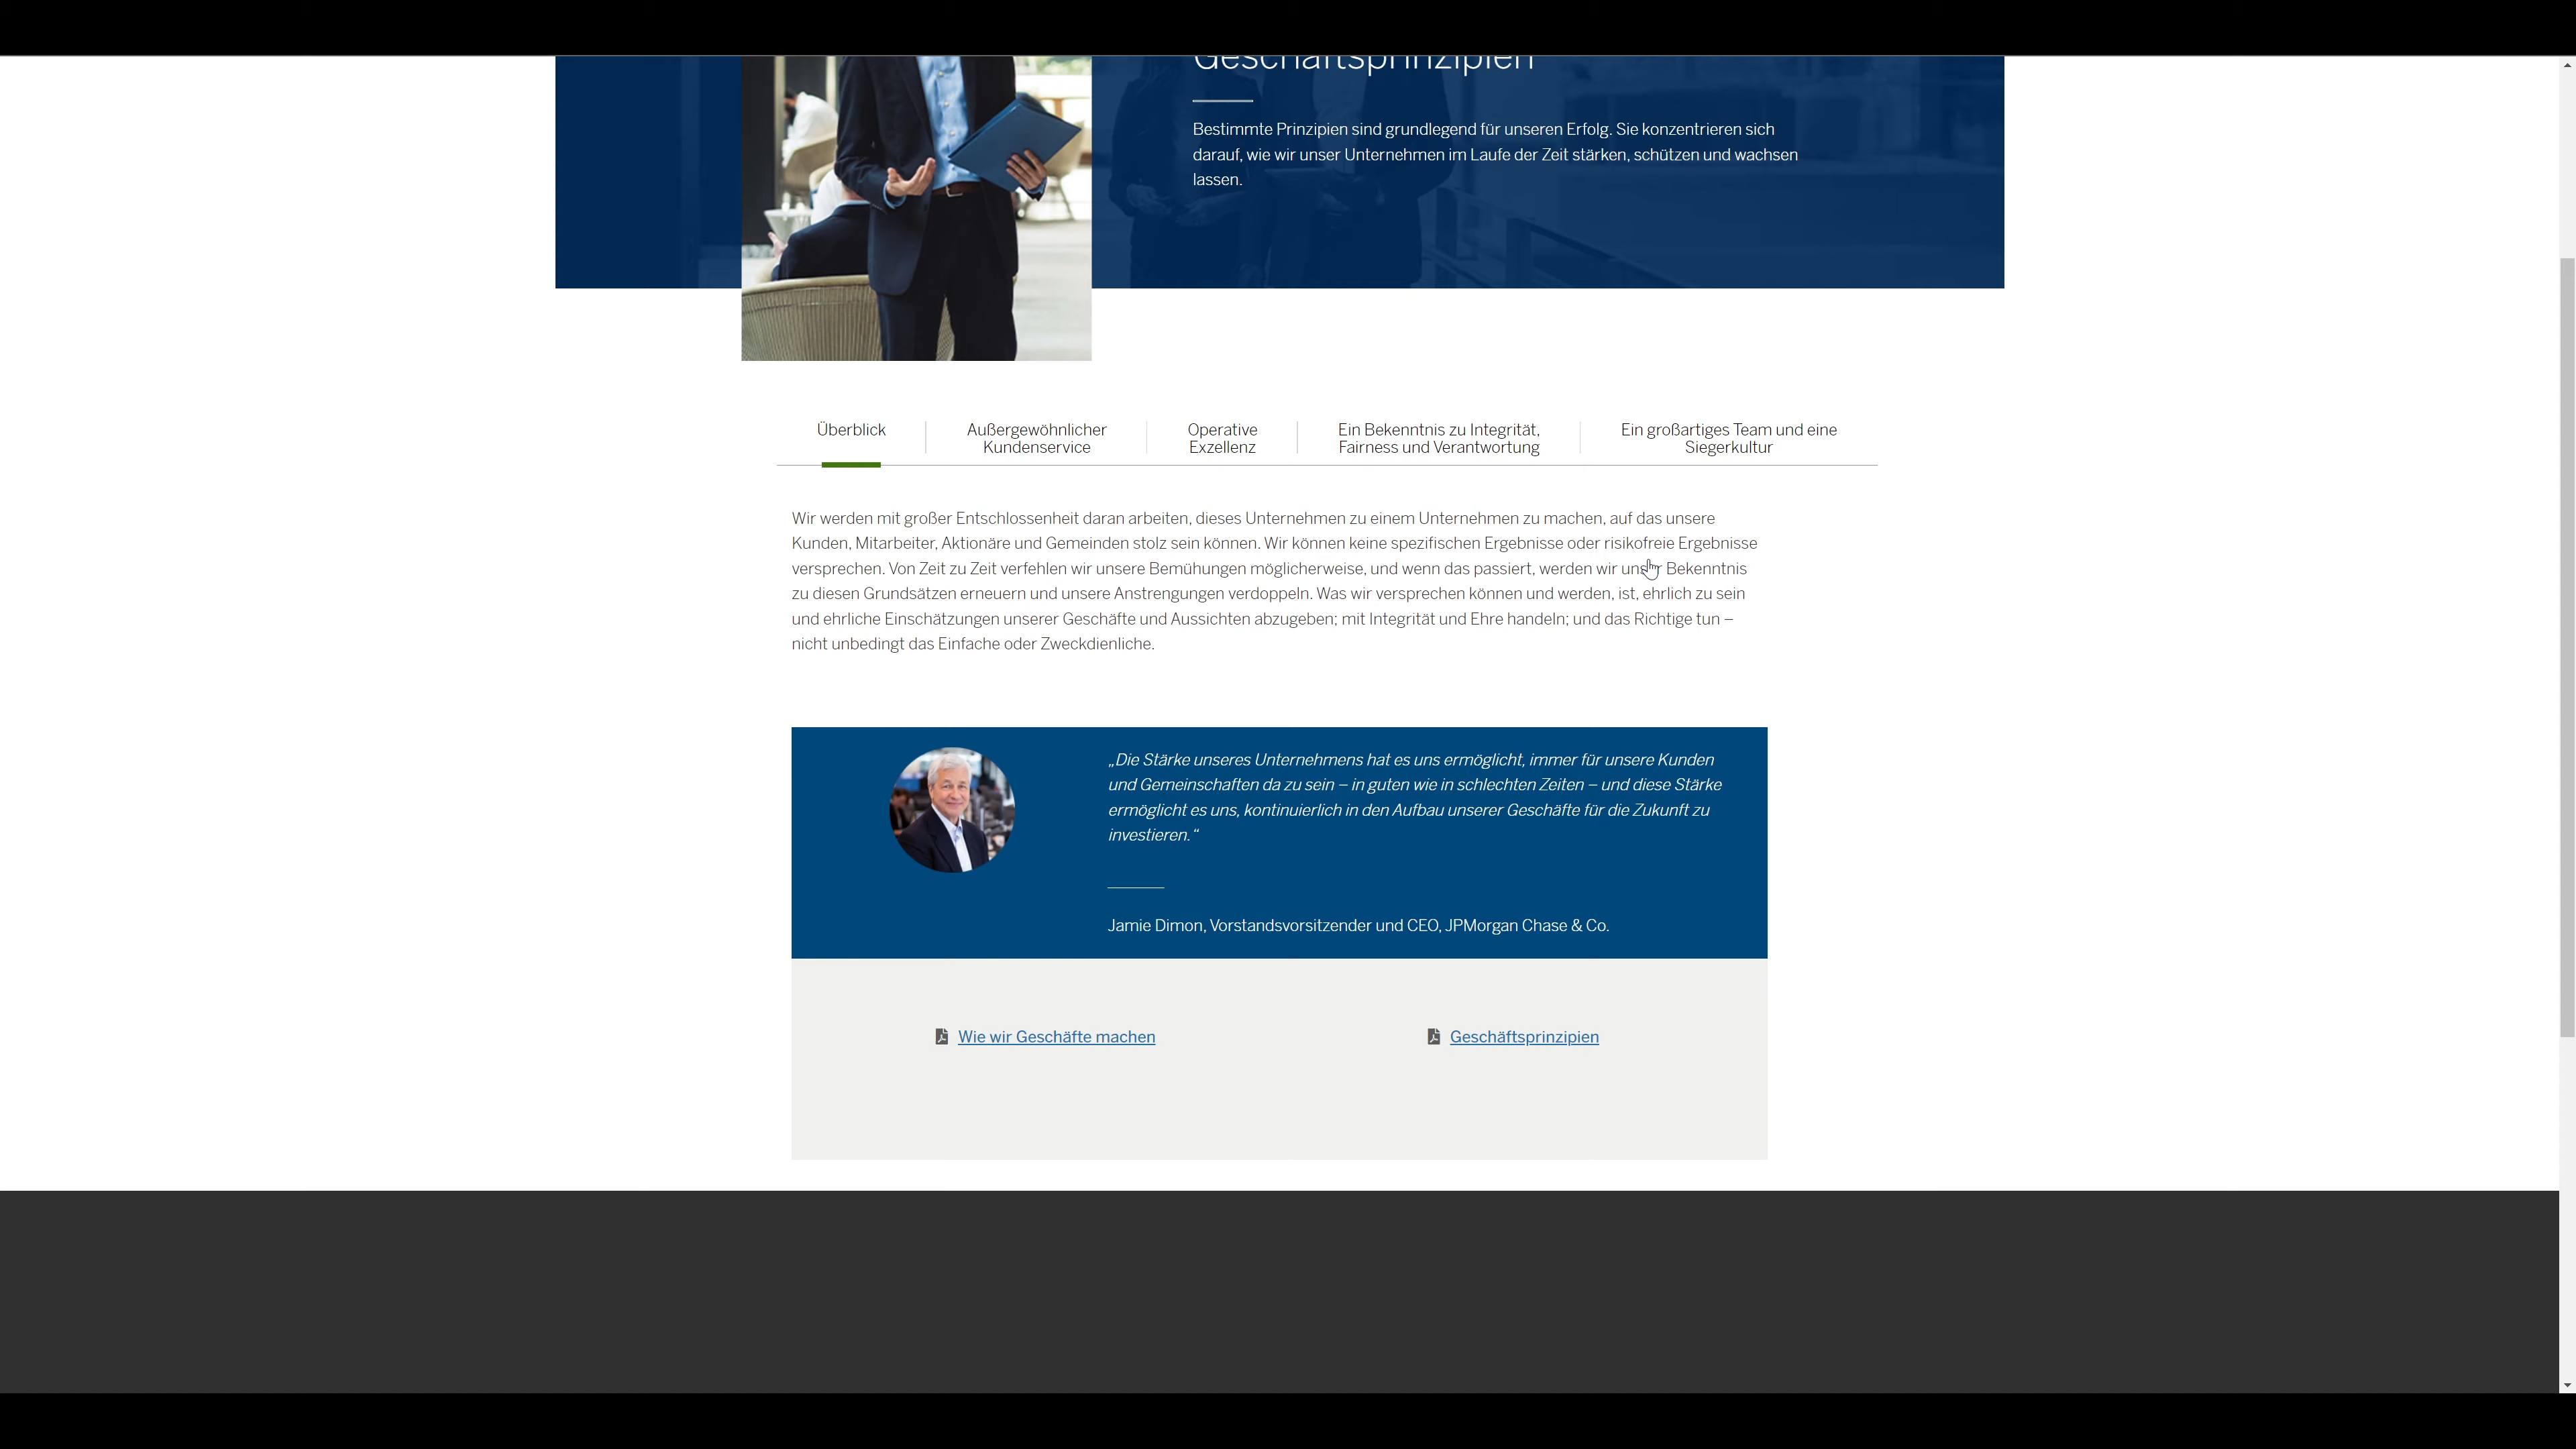 Geschäftsprinzipien
Bestimmte Prinzipien sind grundlegend für unseren Erfolg. Sie konzentrieren sich
darauf, wie wir unser Unternehmen im Laufe der Zeit stärken, schützen und wachsen
lassen.
Überblick
Außergewöhnlicher
Kundenservice
Operative
Exzellenz
Ein Bekenntnis zu Integrität,
Fairness und Verantwortung
Ein großartiges Team und eine
Siegerkultur
Wir werden mit großer Entschlossenheit daran arbeiten, dieses Unternehmen zu einem Unternehmen zu machen, auf das unsere
Kunden, Mitarbeiter, Aktionäre und Gemeinden stolz sein können. Wir können keine spezifischen Ergebnisse oder risikofreie Ergebnisse
versprechen. Von Zeit zu Zeit verfehlen wir unsere Bemühungen möglicherweise, und wenn das passiert, werden wir unser Bekenntnis
zu diesen Grundsätzen erneuern und unsere Anstrengungen verdoppeln. Was wir versprechen können und werden, ist, ehrlich zu sein
und ehrliche Einschätzungen unserer Geschäfte und Aussichten abzugeben; mit Integrität und Ehre handeln; und das Richtige tun –
nicht unbedingt das Einfache oder Zweckdienliche.
„Die Stärke unseres Unternehmens hat es uns ermöglicht, immer für unsere Kunden
und Gemeinschaften da zu sein – in guten wie in schlechten Zeiten – und diese Stärke
ermöglicht es uns, kontinuierlich in den Aufbau unserer Geschäfte für die Zukunft zu
investieren.“
Jamie Dimon, Vorstandsvorsitzender und CEO, JPMorgan Chase & Co.
Wie wir Geschäfte machen
Geschäftsprinzipien